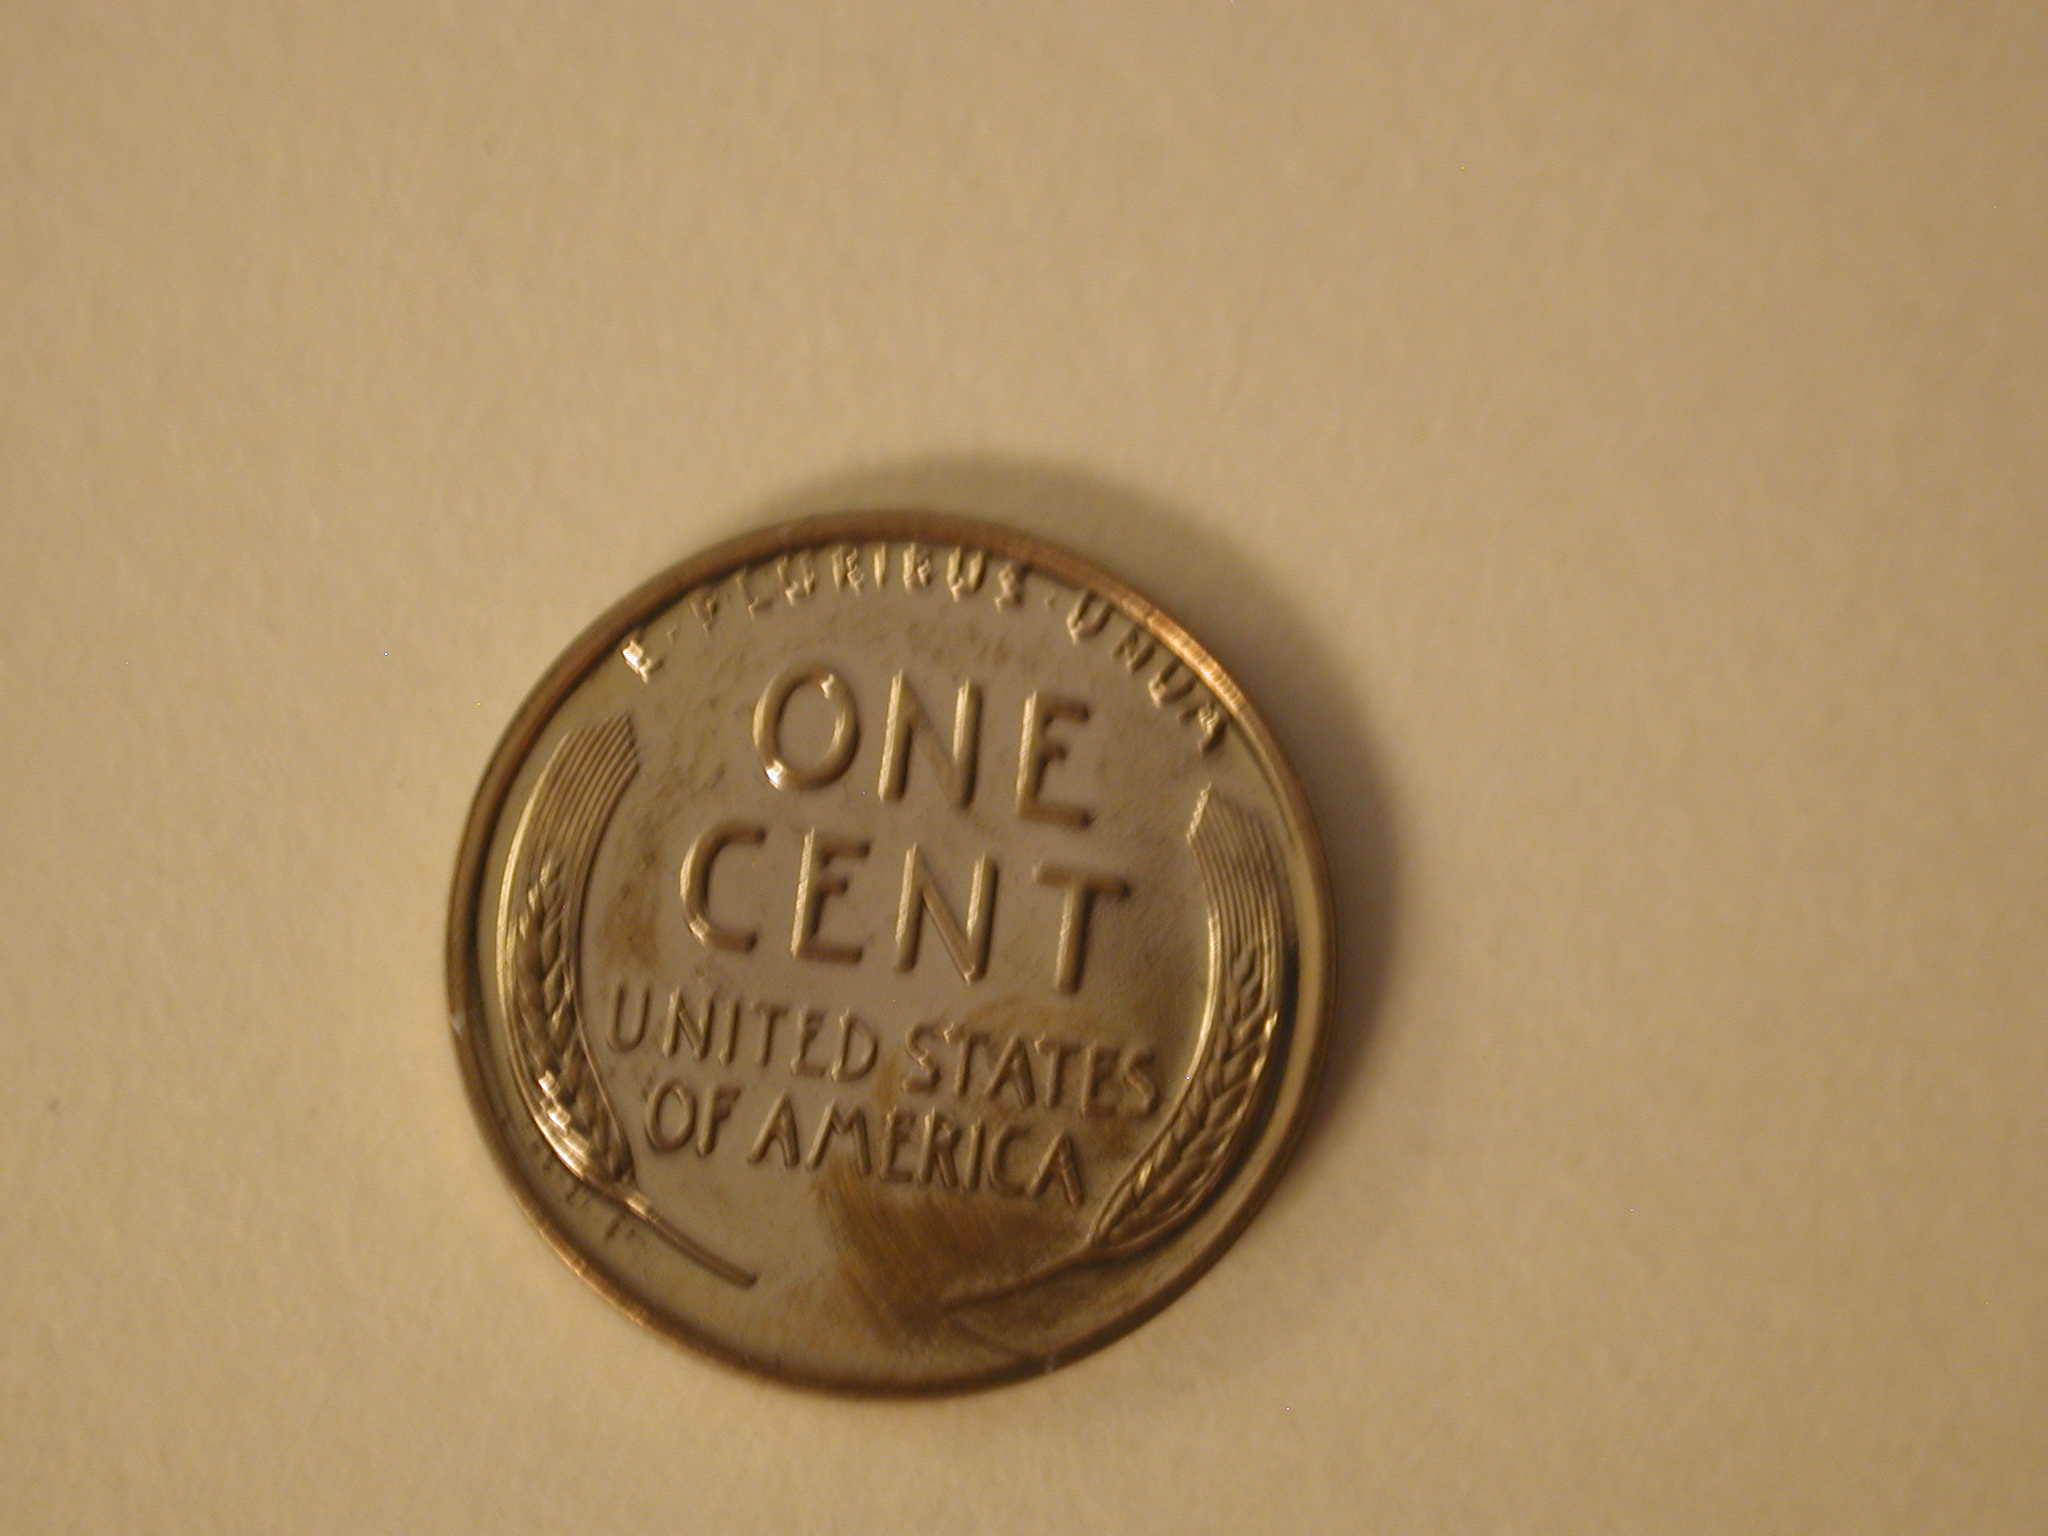 E·PLURIBUS·UNUM
ONE
CENT
UNITED STATES
OF AMERICA